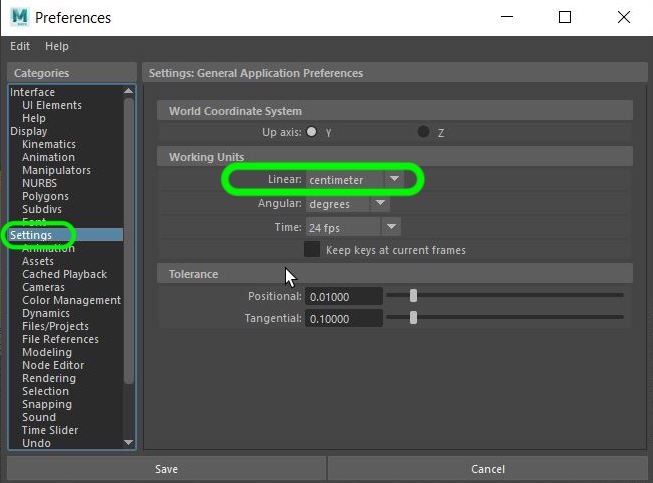 Preferences
Edit Help
Categories
Interface
UI Elements
Help
Display
Kinematics
Animation
Manipulators
NURBS
Polygons
Subdivs
Font
Settings
Animation
Assets
Cached Playback
Cameras
Color Management
Dynamics
Files/Projects
File References
Modeling
Node Editor
Rendering
Selection
Snapping
Sound
Time Slider
Undo
Settings: General Application Preferences
World Coordinate System
Up axis: Y Z
Working Units
Linear: centimeter
Angular: degrees
Time: 24 fps
Keep keys at current frames
Tolerance
Positional: 0.01000
Tangential: 0.10000
Save Cancel